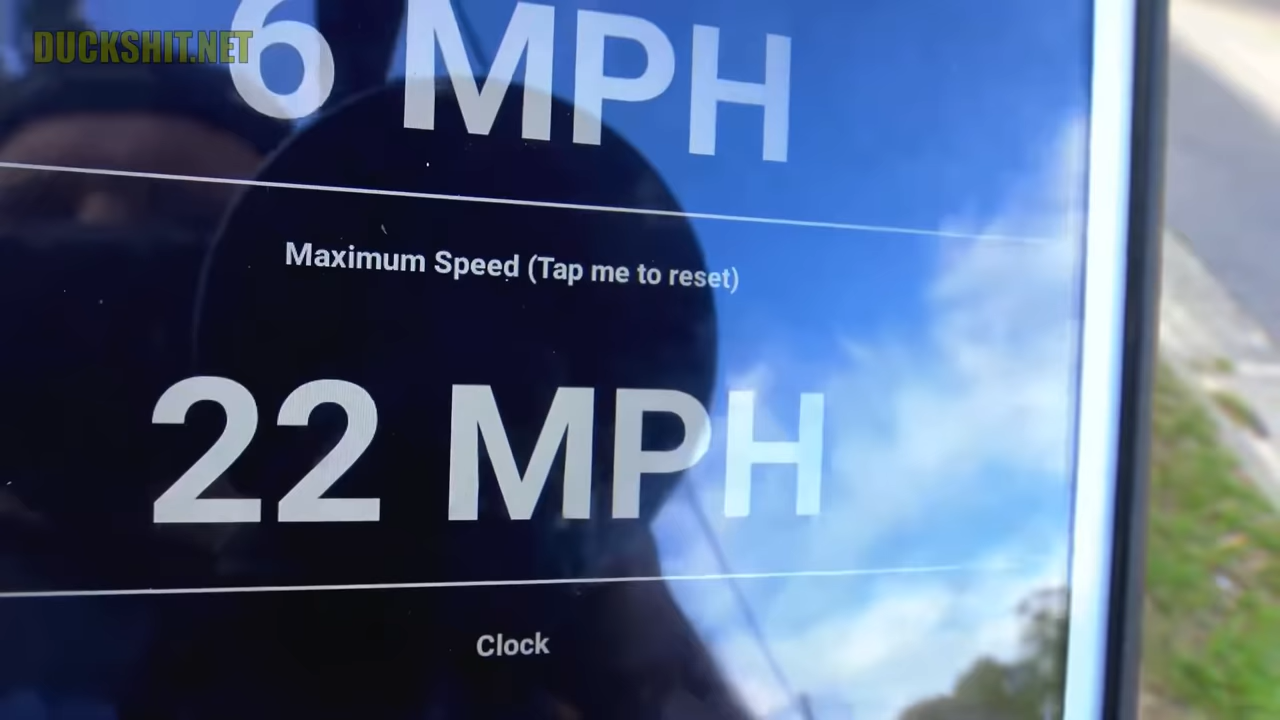 DUCKSHIT.NET
6 MPH
Maximum Speed (Tap me to reset)
22 MPH
Clock